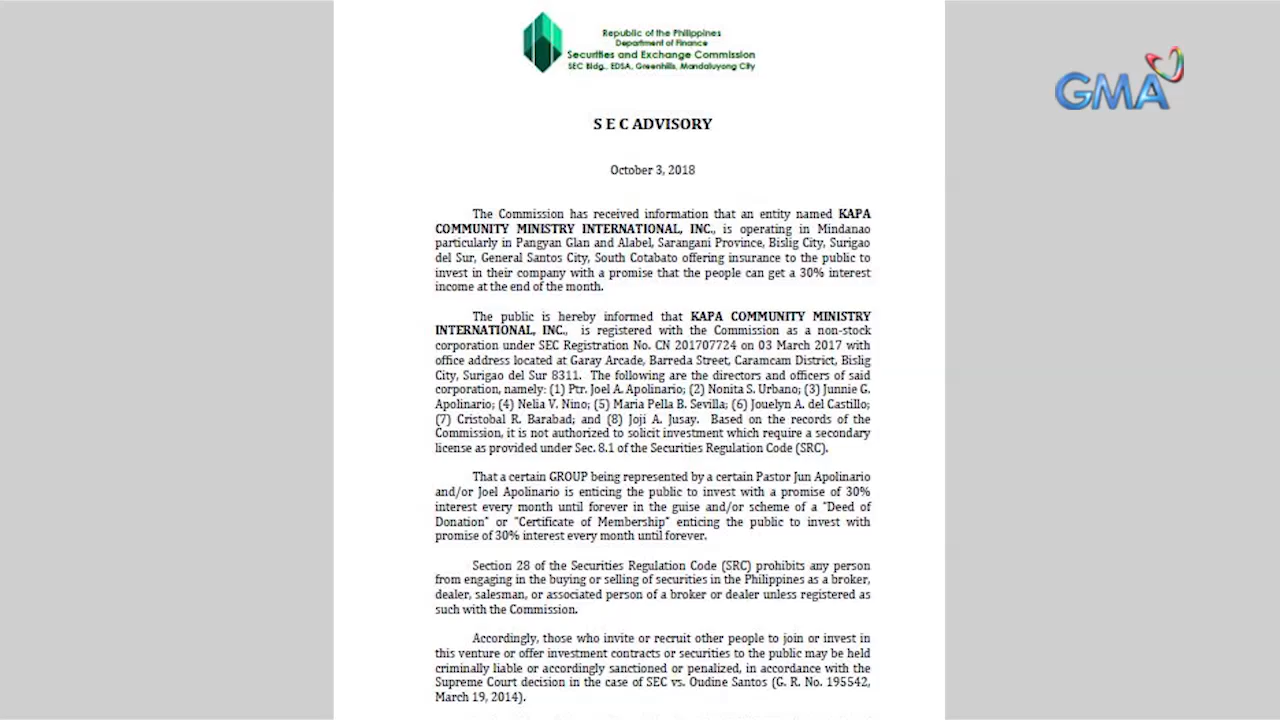 Republic of the Philippines
Department of Finance
Securities and Exchange Commission
SEC Bldg., EDSA, Greenhills, Mandaluyong City
GMA
S E C ADVISORY
October 3, 2018
The Commission has received information that an entity named KAPA
COMMUNITY MINISTRY INTERNATIONAL, INC., is operating in Mindanao
particularly in Pangyan Glan and Alabel, Sarangani Province, Bislig City, Surigao
del Sur, General Santos City, South Cotabato offering insurance to the public to
invest in their company with a promise that the people can get a 30% interest
income at the end of the month.
The public is hereby informed that KAPA COMMUNITY MINISTRY
INTERNATIONAL, INC., is registered with the Commission as a non-stock
corporation under SEC Registration No. CN 201707724 on 03 March 2017 with
office address located at Garay Arcade, Barreda Street, Caramcam District, Bislig
City, Surigao del Sur 8311. The following are the directors and officers of said
corporation, namely: (1) Ptr. Joel A. Apolinario; (2) Nonita S. Urbano; (3) Junnie G.
Apolinario; (4) Nelia V. Nino; (5) Maria Pella B. Sevilla; (6) Jouelyn A. del Castillo;
(7) Cristobal R. Barabad; and (8) Joji A. Jusay. Based on the records of the
Commission, it is not authorized to solicit investment which require a secondary
license as provided under Sec. 8.1 of the Securities Regulation Code (SRC).
That a certain GROUP being represented by a certain Pastor Jun Apolinario
and/or Joel Apolinario is enticing the public to invest with a promise of 30%
interest every month until forever in the guise and/or scheme of a "Deed of
Donation" or "Certificate of Membership" enticing the public to invest with
promise of 30% interest every month until forever.
Section 28 of the Securities Regulation Code (SRC) prohibits any person
from engaging in the buying or selling of securities in the Philippines as a broker,
dealer, salesman, or associated person of a broker or dealer unless registered as
such with the Commission.
Accordingly, those who invite or recruit other people to join or invest in
this venture or offer investment contracts or securities to the public may be held
criminally liable or accordingly sanctioned or penalized, in accordance with the
Supreme Court decision in the case of SEC vs. Oudine Santos (G. R. No. 195542,
March 19, 2014).